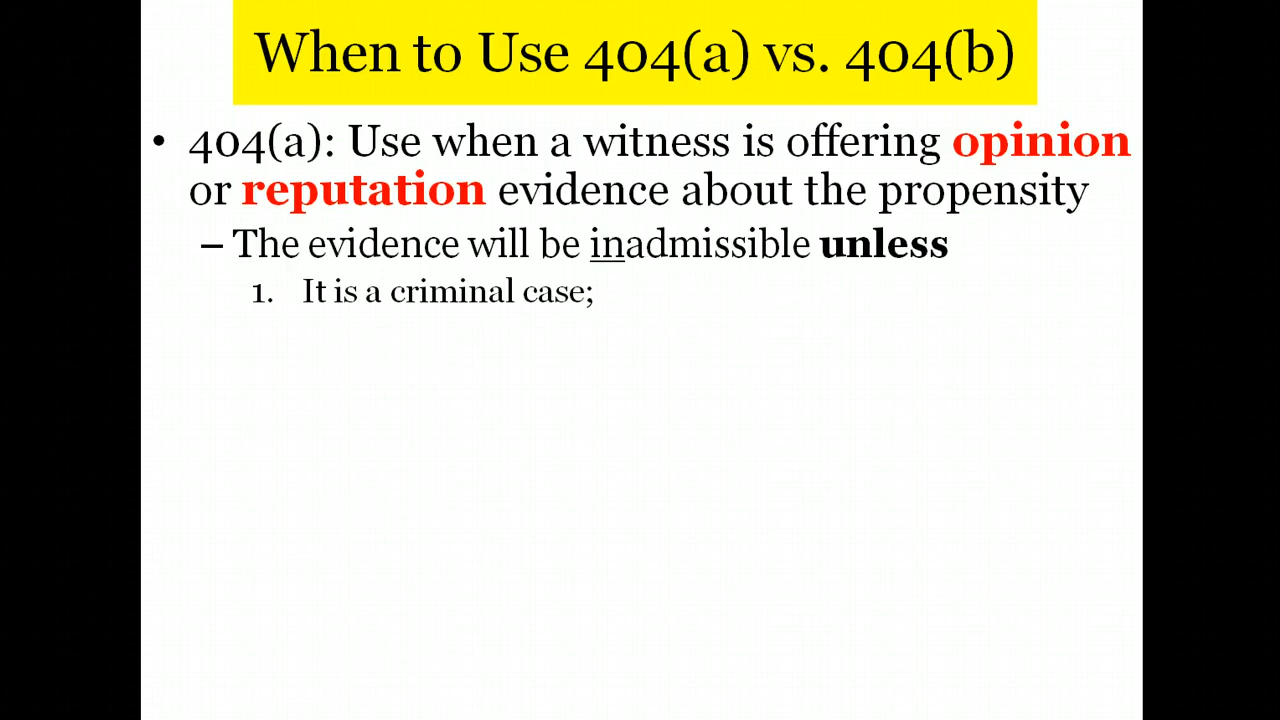 When to Use 404(a) vs. 404(b)
• 404(a): Use when a witness is offering opinion
or reputation evidence about the propensity
– The evidence will be inadmissible unless
1. It is a criminal case;